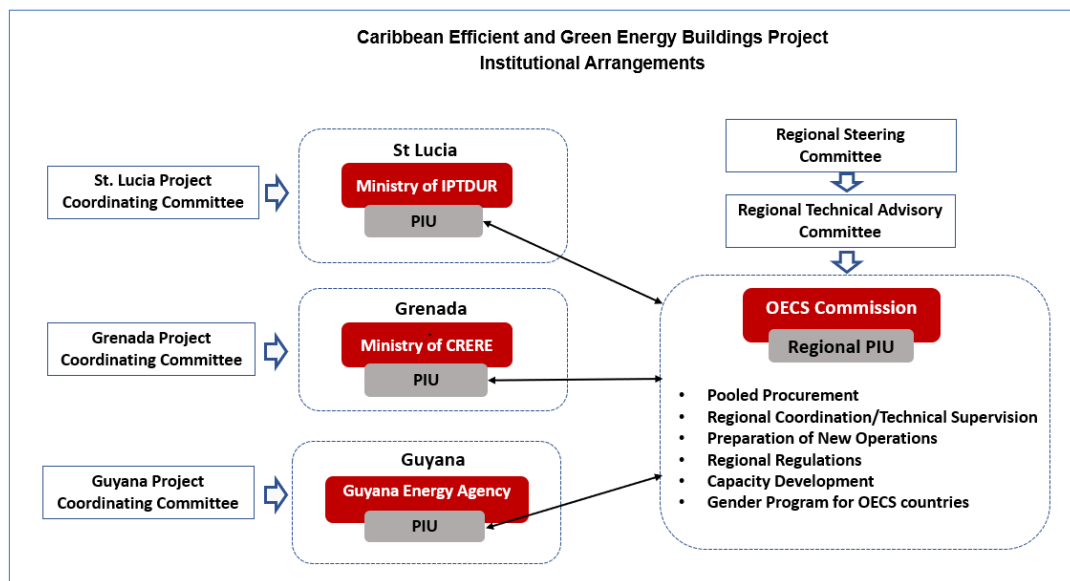 Caribbean Efficient and Green Energy Buildings Project
Institutional Arrangements
St. Lucia Project
Coordinating Committee
St Lucia
Ministry of IPTDUR
PIU
Grenada Project
Coordinating Committee
Grenada
Ministry of CRERE
PIU
Guyana Project
Coordinating Committee
Guyana
Guyana Energy Agency
PIU
Regional Steering
Committee
Regional Technical Advisory
Committee
OECS Commission
Regional PIU
• Pooled Procurement
• Regional Coordination/Technical Supervision
• Preparation of New Operations
• Regional Regulations
• Capacity Development
• Gender Program for OECS countries